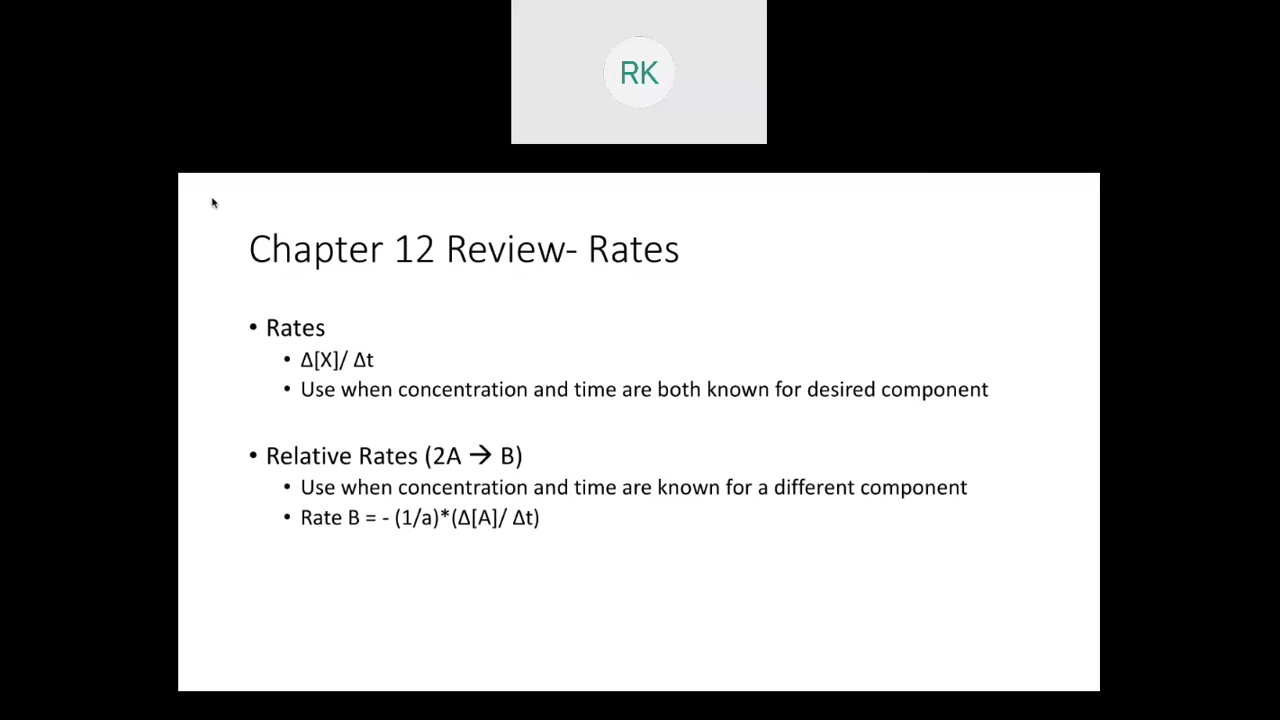 RK
Chapter 12 Review- Rates
• Rates
• Δ[X]/ Δt
• Use when concentration and time are both known for desired component
• Relative Rates (2A → B)
• Use when concentration and time are known for a different component
• Rate B = - (1/a)*(Δ[A]/ Δt)